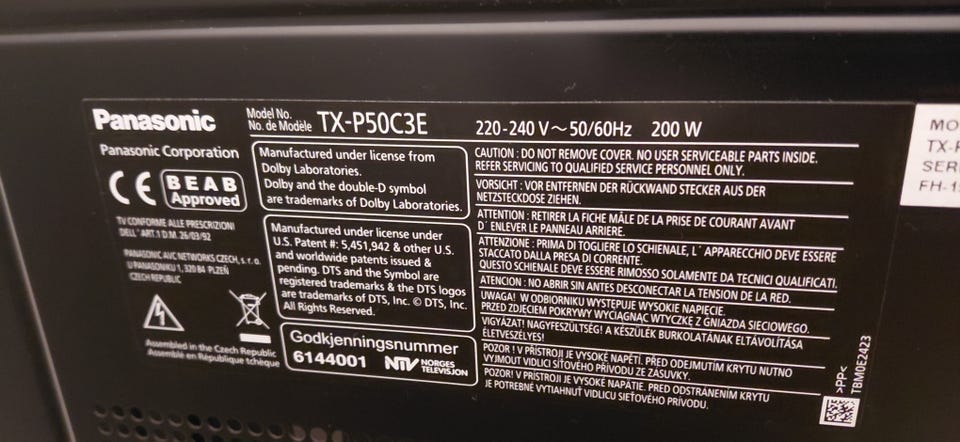 Panasonic
Model No.
No. de Modèle
TX-P50C3E
220-240 V ~ 50/60Hz 200 W
Panasonic Corporation
CE
BEAB
Approved
TV CONFORME ALLE PRESCRIZIONI
DELL' ART.1 D.M. 26/03/92
PANASONIC AVC NETWORKS CZECH, s. r. o.
U PANASONIKU 1, 320 84 PLZEŇ
CZECH REPUBLIC
Assembled in the Czech Republic
Assemblé en République tchèque
Manufactured under license from
Dolby Laboratories.
Dolby and the double-D symbol
are trademarks of Dolby Laboratories.
Manufactured under license under
U.S. Patent #: 5,451,942 & other U.S.
and worldwide patents issued &
pending. DTS and the Symbol are
registered trademarks & the DTS logos
are trademarks of DTS, Inc. © DTS, Inc.
All Rights Reserved.
Godkjenningsnummer
6144001 NTV NORGES
TELEVISJON
CAUTION : DO NOT REMOVE COVER. NO USER SERVICEABLE PARTS INSIDE.
REFER SERVICING TO QUALIFIED SERVICE PERSONNEL ONLY.
VORSICHT : VOR ENTFERNEN DER RÜCKWAND STECKER AUS DER
NETZSTECKDOSE ZIEHEN.
ATTENTION : RETIRER LA FICHE MÂLE DE LA PRISE DE COURANT AVANT
D´ ENLEVER LE PANNEAU ARRIERE.
ATTENZIONE : PRIMA DI TOGLIERE LO SCHIENALE, L´ APPARECCHIO DEVE ESSERE
STACCATO DALLA PRESA DI CORRENTE.
QUESTO SCHIENALE DEVE ESSERE RIMOSSO SOLAMENTE DA TECNICI QUALIFICATI.
ATENCION : NO ABRIR SIN ANTES DESCONECTAR LA TENSION DE LA RED.
UWAGA! W ODBIORNIKU WYSTĘPUJE WYSOKIE NAPIĘCIE.
PRZED ZDJĘCIEM POKRYWY WYCIĄGNĄĆ WTYCZKĘ Z GNIAZDA SIECIOWEGO.
VIGYÁZAT! NAGYFESZÜLTSÉG! A KÉSZÜLÉK BURKOLATÁNAK ELTÁVOLÍTÁSA
ÉLETVESZÉLYES!
POZOR ! V PŘÍSTROJI JE VYSOKÉ NAPĚTÍ. PŘED ODEJMUTÍM KRYTU NUTNO
VYJMOUT VIDLICI SÍŤOVÉHO PŘÍVODU ZE ZÁSUVKY.
POZOR ! V PRÍSTROJI JE VYSOKÉ NAPÄTIE. PRED ODSTRÁNENÍM KRYTU
JE POTREBNÉ VYTIAHNUŤ VIDLICU SIEŤOVÉHO PRÍVODU.
>PP<
TBM0E2423
MO
TX-P
SER
FH-1